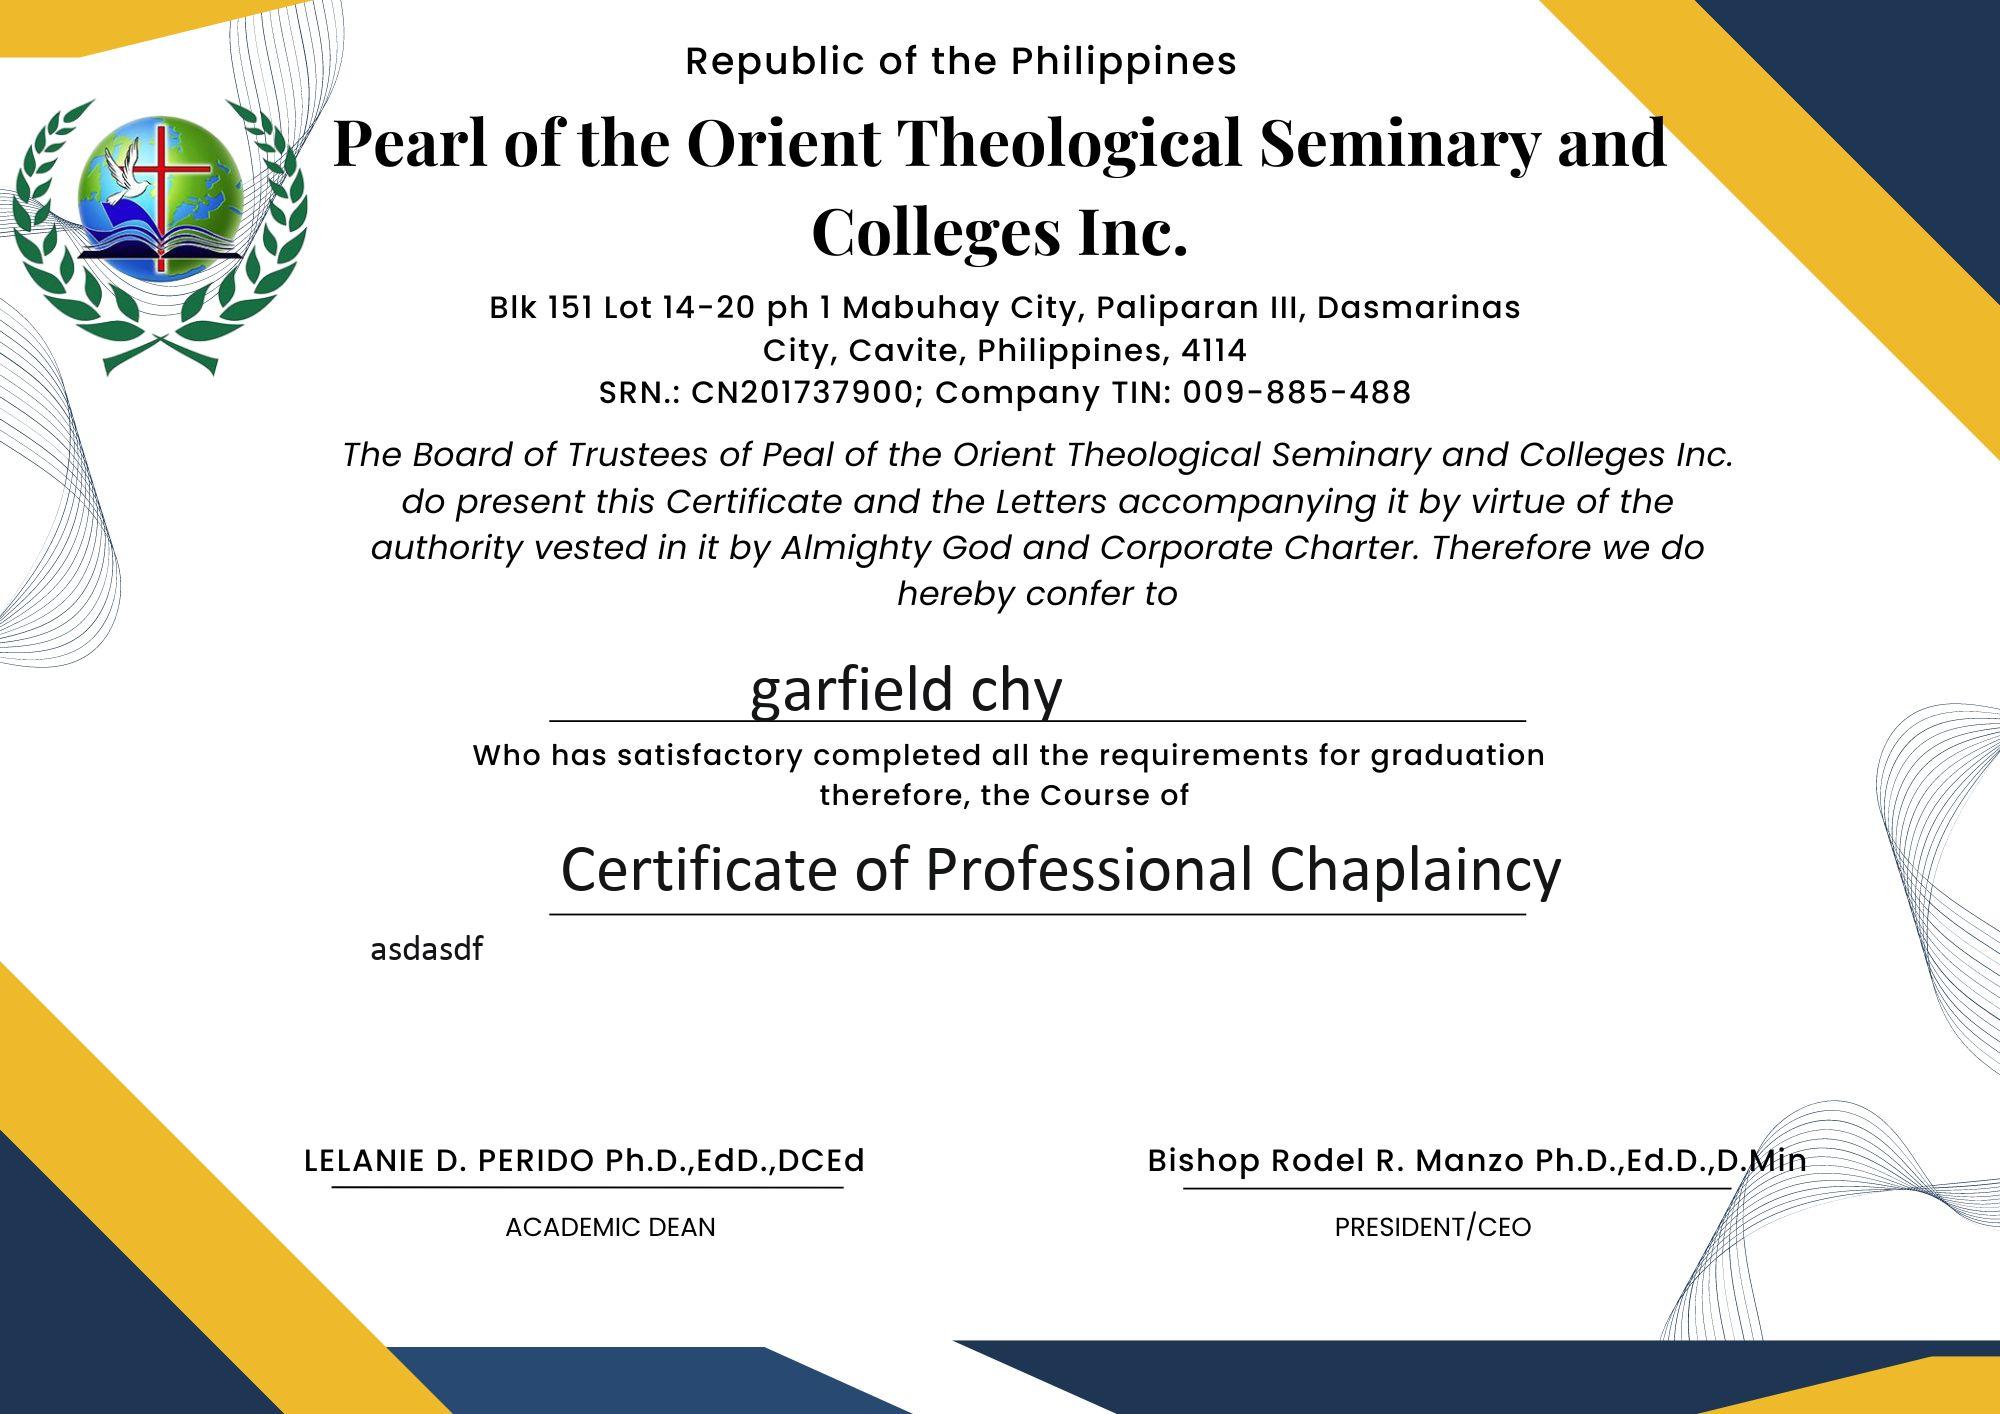 Republic of the Philippines
Pearl of the Orient Theological Seminary and
Colleges Inc.
Blk 151 Lot 14-20 ph 1 Mabuhay City, Paliparan III, Dasmarinas
City, Cavite, Philippines, 4114
SRN.: CN201737900; Company TIN: 009-885-488
The Board of Trustees of Peal of the Orient Theological Seminary and Colleges Inc.
do present this Certificate and the Letters accompanying it by virtue of the
authority vested in it by Almighty God and Corporate Charter. Therefore we do
hereby confer to
garfield chy
Who has satisfactory completed all the requirements for graduation
therefore, the Course of
Certificate of Professional Chaplaincy
asdasdf
LELANIE D. PERIDO Ph.D.,EdD.,DCEd
ACADEMIC DEAN
Bishop Rodel R. Manzo Ph.D.,Ed.D.,D.Min
PRESIDENT/CEO